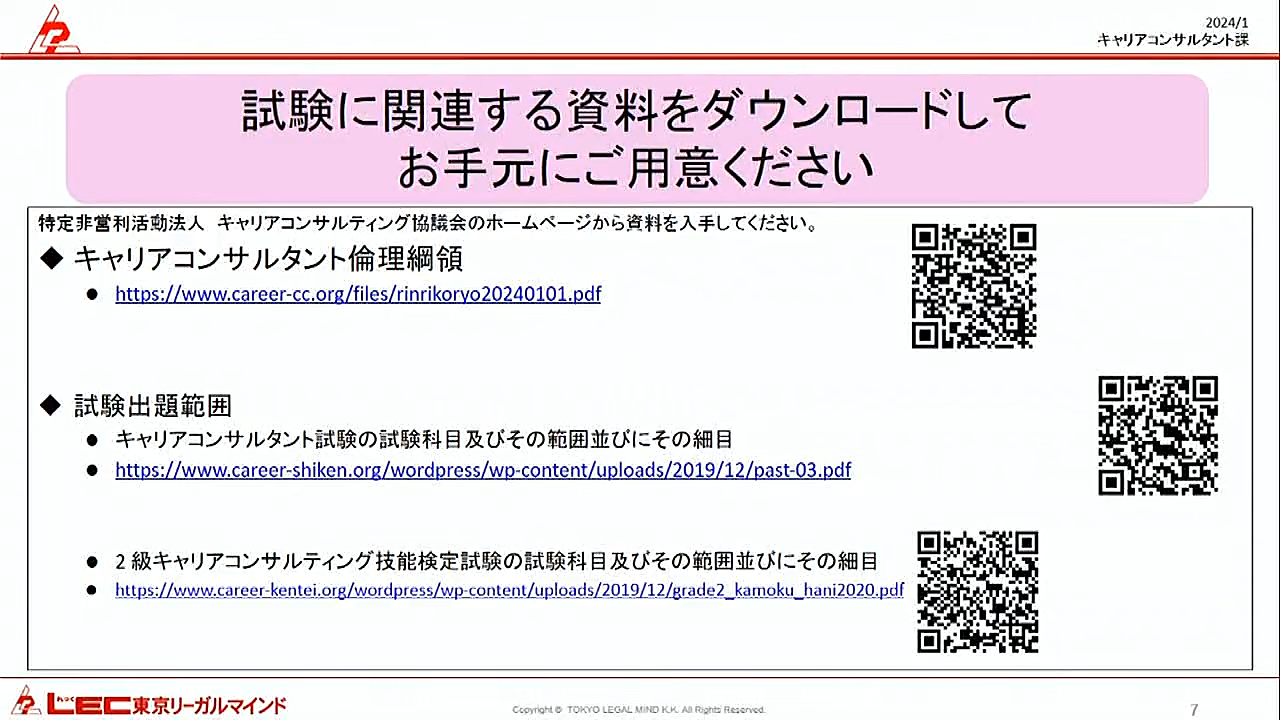 2024/1
キャリアコンサルタント課
試験に関連する資料をダウンロードして
お手元にご用意ください
特定非営利活動法人　キャリアコンサルティング協議会のホームページから資料を入手してください。
◆ キャリアコンサルタント倫理綱領
● https://www.career-cc.org/files/rinrikoryo20240101.pdf
◆ 試験出題範囲
● キャリアコンサルタント試験の試験科目及びその範囲並びにその細目
● https://www.career-shiken.org/wordpress/wp-content/uploads/2019/12/past-03.pdf
● 2 級キャリアコンサルティング技能検定試験の試験科目及びその範囲並びにその細目
● https://www.career-kentei.org/wordpress/wp-content/uploads/2019/12/grade2_kamoku_hani2020.pdf
LEC東京リーガルマインド
Copyright © TOKYO LEGAL MIND K.K. All Rights Reserved.
7